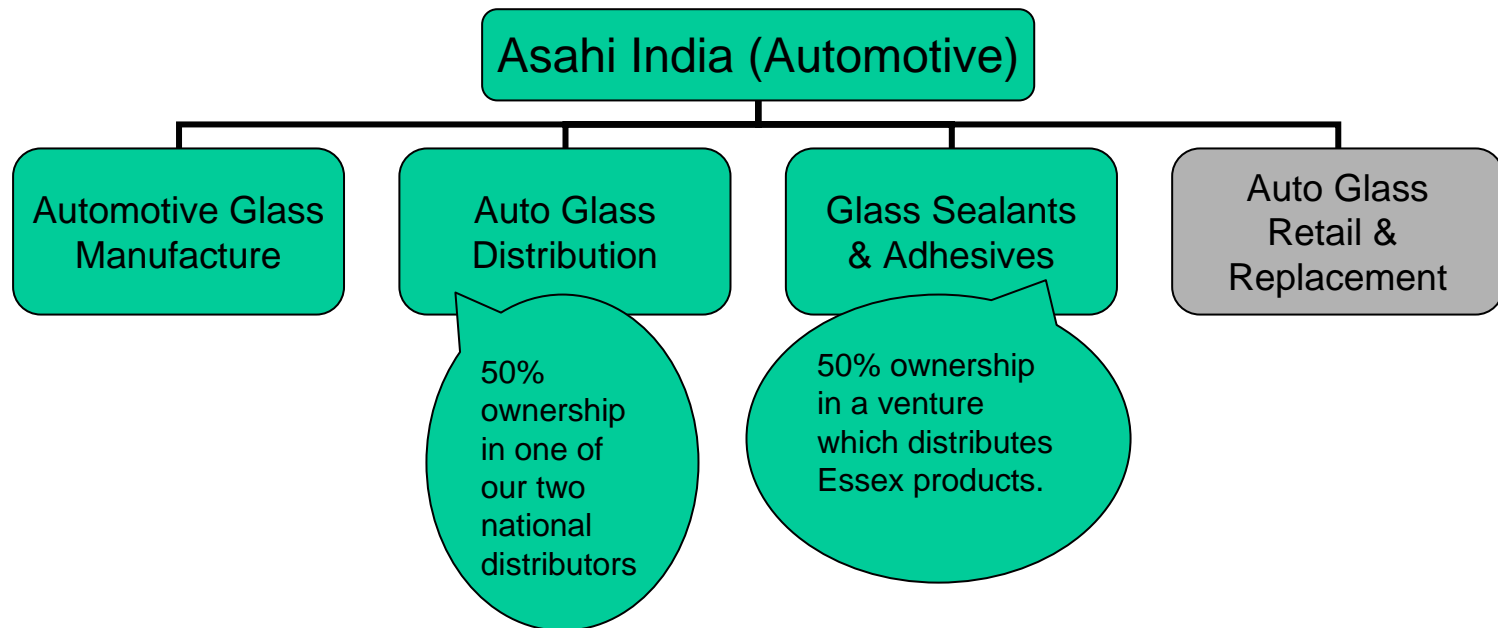 Asahi India (Automotive)
Automotive Glass
Manufacture
Auto Glass
Distribution
Glass Sealants
& Adhesives
Auto Glass
Retail &
Replacement
50%
ownership
in one of
our two
national
distributors
50% ownership
in a venture
which distributes
Essex products.